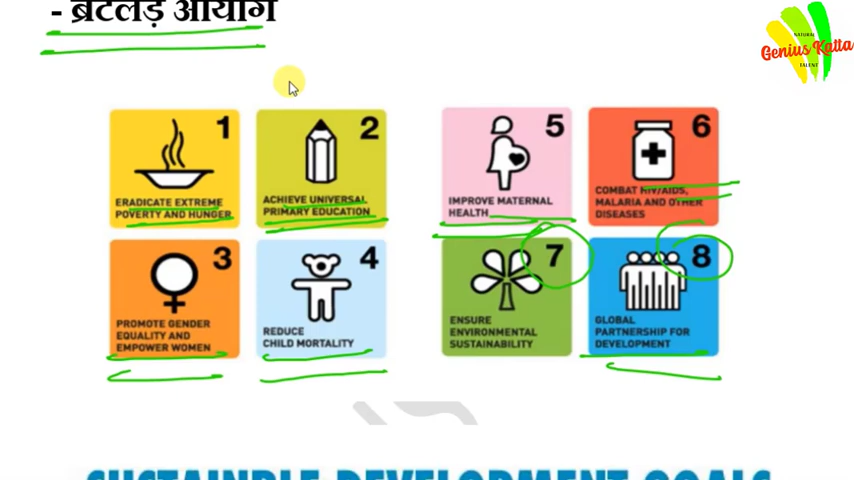 - ब्रंटलँड आयोग
NATURAL
Genius Katta
TALENT
1
ERADICATE EXTREME
POVERTY AND HUNGER
2
ACHIEVE UNIVERSAL
PRIMARY EDUCATION
5
IMPROVE MATERNAL
HEALTH
6
COMBAT HIV/AIDS,
MALARIA AND OTHER
DISEASES
3
PROMOTE GENDER
EQUALITY AND
EMPOWER WOMEN
4
REDUCE
CHILD MORTALITY
7
ENSURE
ENVIRONMENTAL
SUSTAINABILITY
8
GLOBAL
PARTNERSHIP FOR
DEVELOPMENT
DEVELOPMENT GOALS